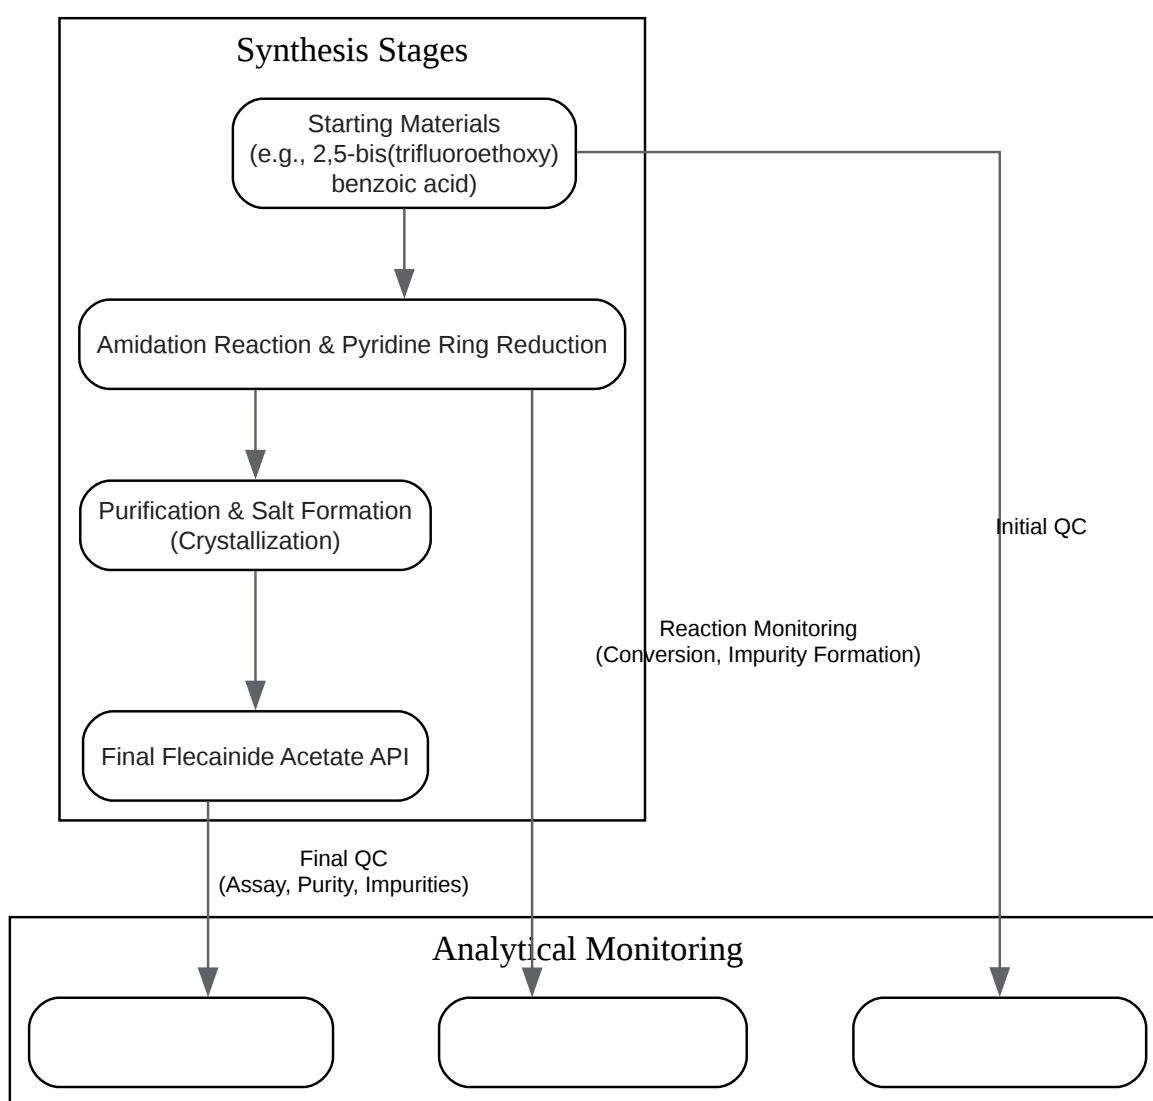 Synthesis Stages
Starting Materials
(e.g., 2,5-bis(trifluoroethoxy)
benzoic acid)
Amidation Reaction & Pyridine Ring Reduction
Purification & Salt Formation
(Crystallization)
Initial QC
Reaction Monitoring
(Conversion, Impurity Formation)
Final Flecainide Acetate API
Final QC
(Assay, Purity, Impurities)
Analytical Monitoring